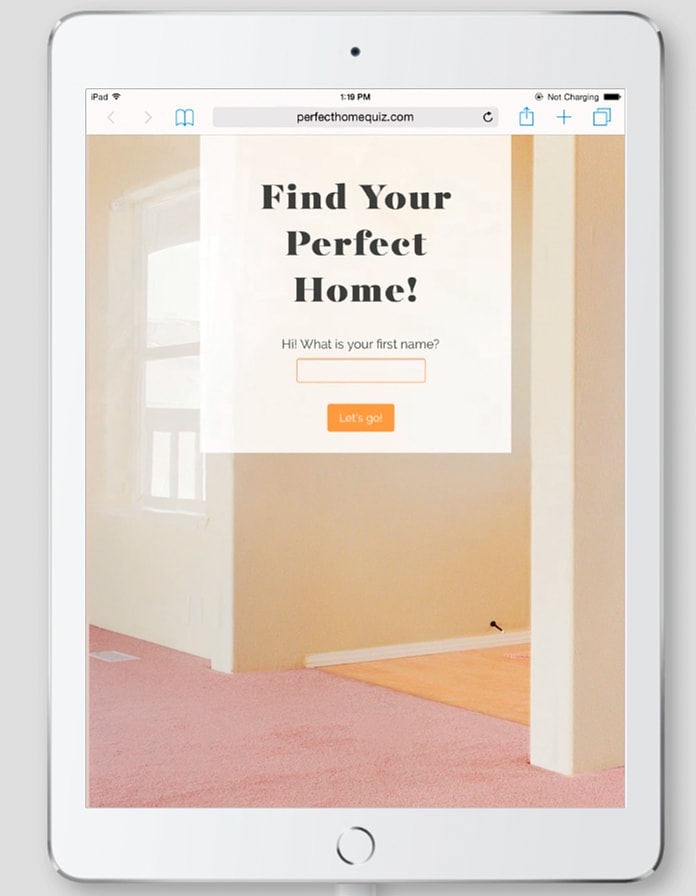 iPad 1:19 PM Not Charging
perfecthomequiz.com
Find Your
Perfect
Home!
Hi! What is your first name?
Let's go!